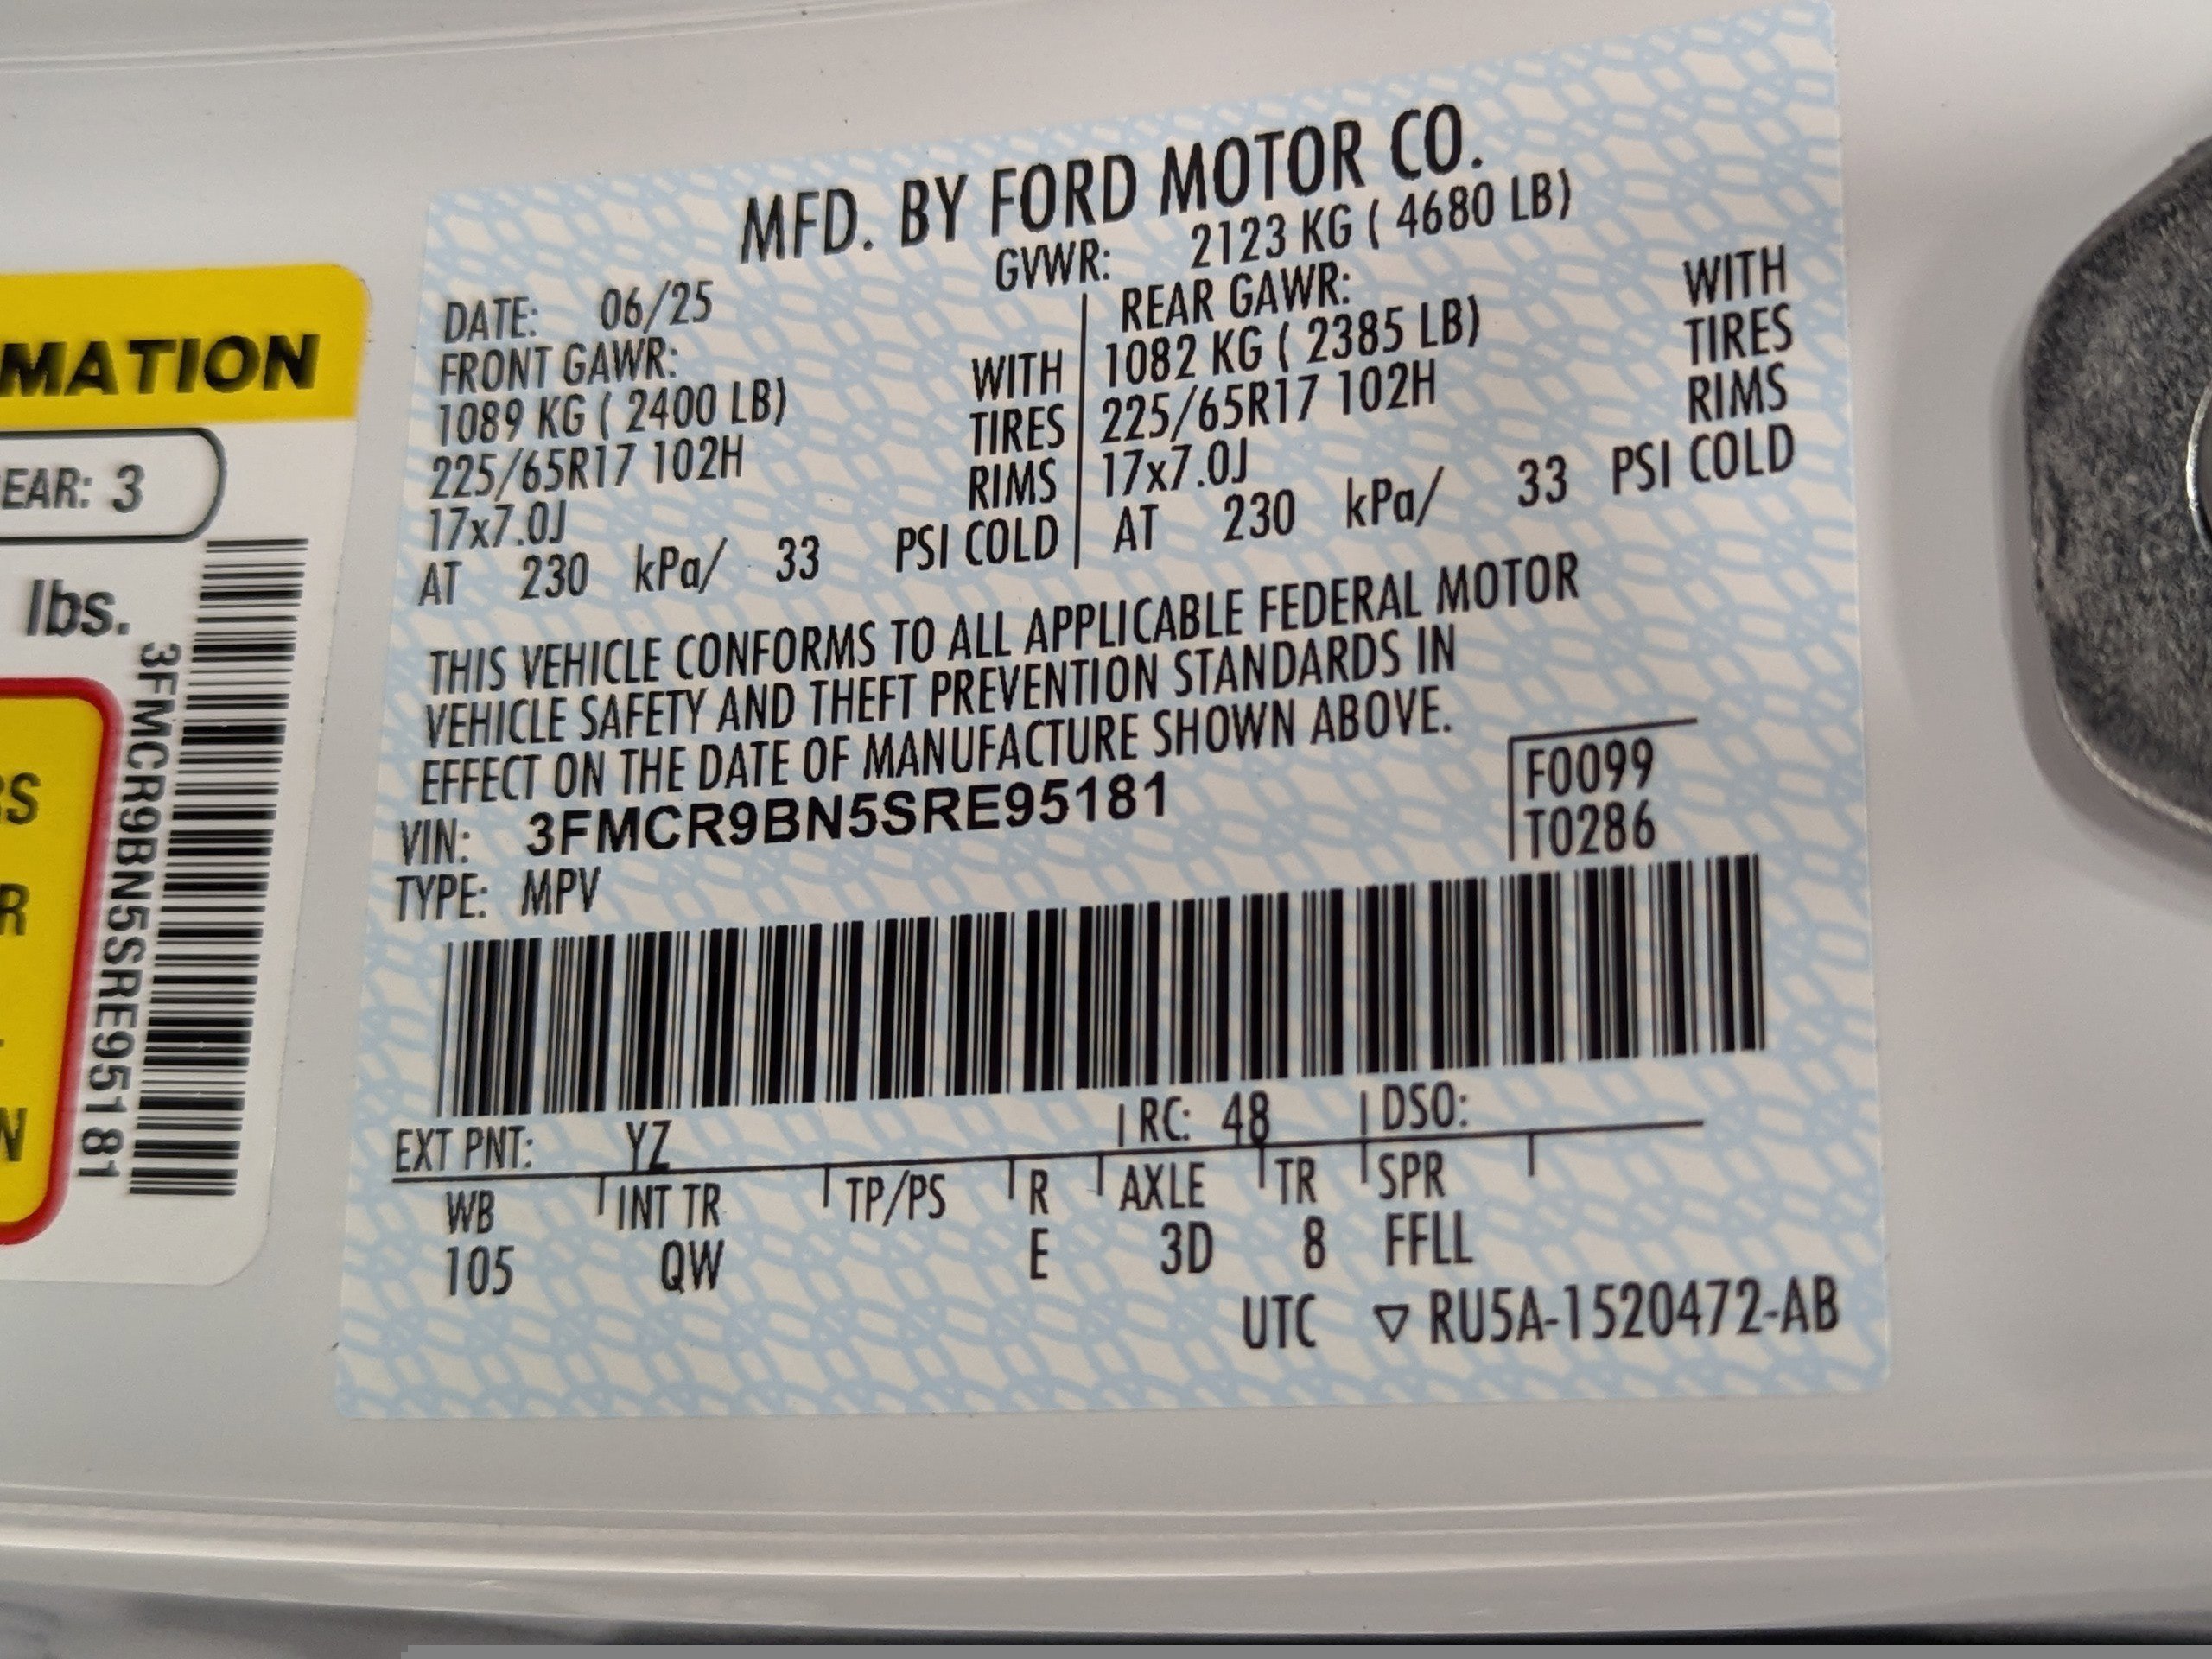 MFD. BY FORD MOTOR CO.
DATE: 06/25 GVWR: 2123 KG ( 4680 LB)
FRONT GAWR: REAR GAWR:
1089 KG ( 2400 LB) WITH 1082 KG ( 2385 LB) WITH
225/65R17 102H TIRES 225/65R17 102H TIRES
17x7.0J RIMS 17x7.0J RIMS
AT 230 kPa/ 33 PSI COLD AT 230 kPa/ 33 PSI COLD
THIS VEHICLE CONFORMS TO ALL APPLICABLE FEDERAL MOTOR
VEHICLE SAFETY AND THEFT PREVENTION STANDARDS IN
EFFECT ON THE DATE OF MANUFACTURE SHOWN ABOVE.
VIN: 3FMCR9BN5SRE95181
F0099
TYPE: MPV
T0286
EXT PNT: YZ RC: 48 DSO:
WB INT TR TP/PS R AXLE TR SPR
105 QW E 3D 8 FFLL
UTC ▽ RU5A-1520472-AB
MATION
EAR: 3
lbs.
3FMCR9BN5SRE95181
S
R
N